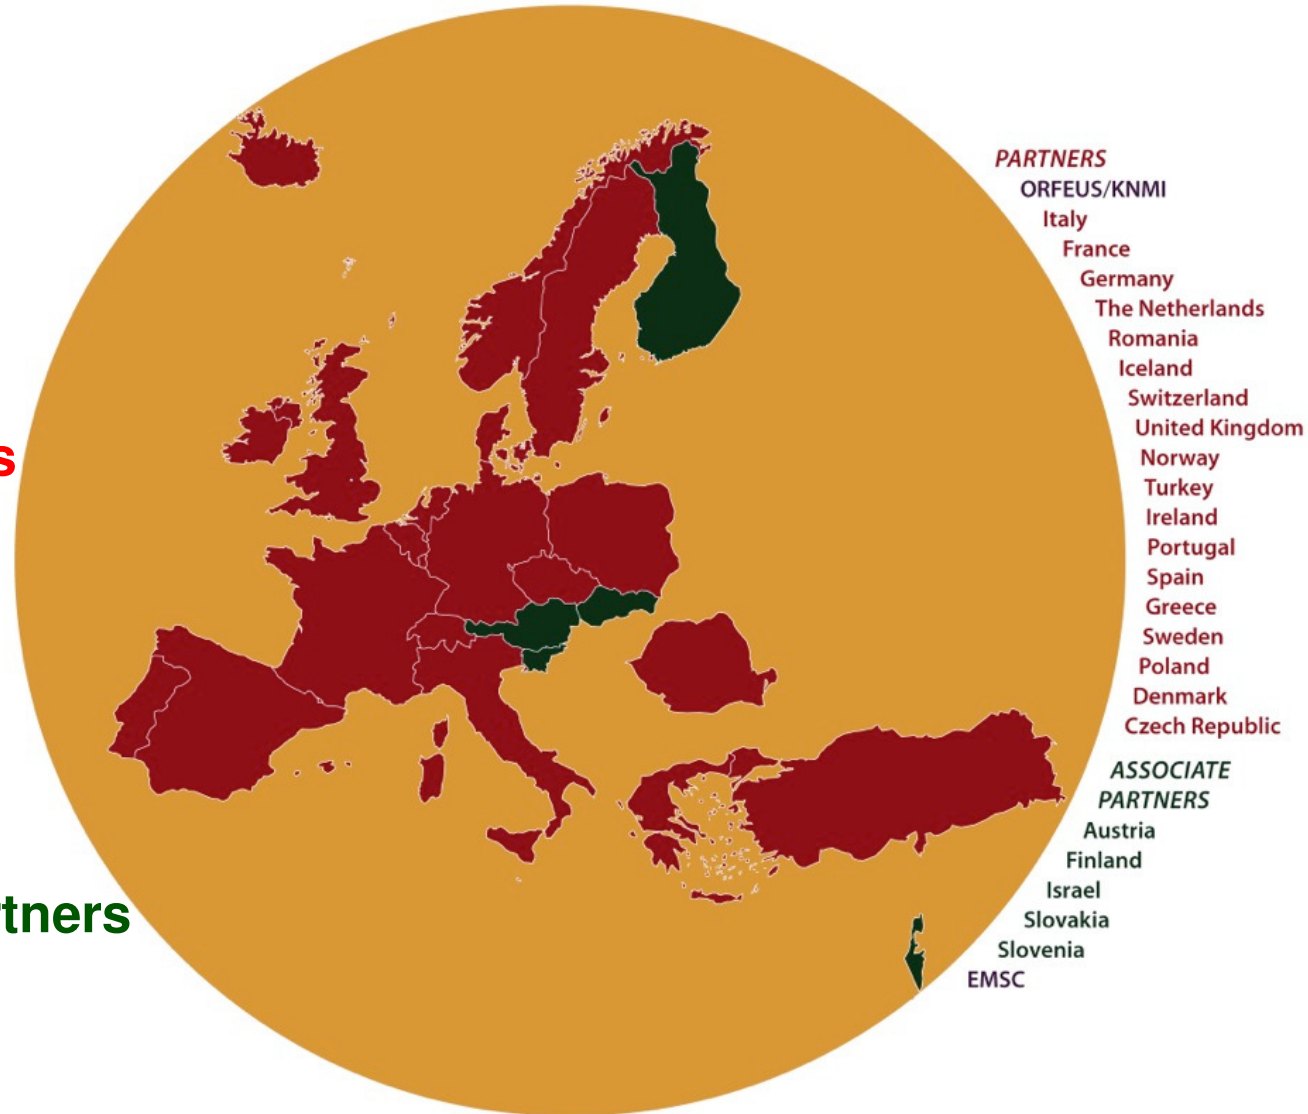 PARTNERS
ORFEUS/KNMI
Italy
France
Germany
The Netherlands
Romania
Iceland
Switzerland
United Kingdom
Norway
Turkey
Ireland
Portugal
Spain
Greece
Sweden
Poland
Denmark
Czech Republic
ASSOCIATE
PARTNERS
Austria
Finland
Israel
Slovakia
Slovenia
EMSC
s
rtners